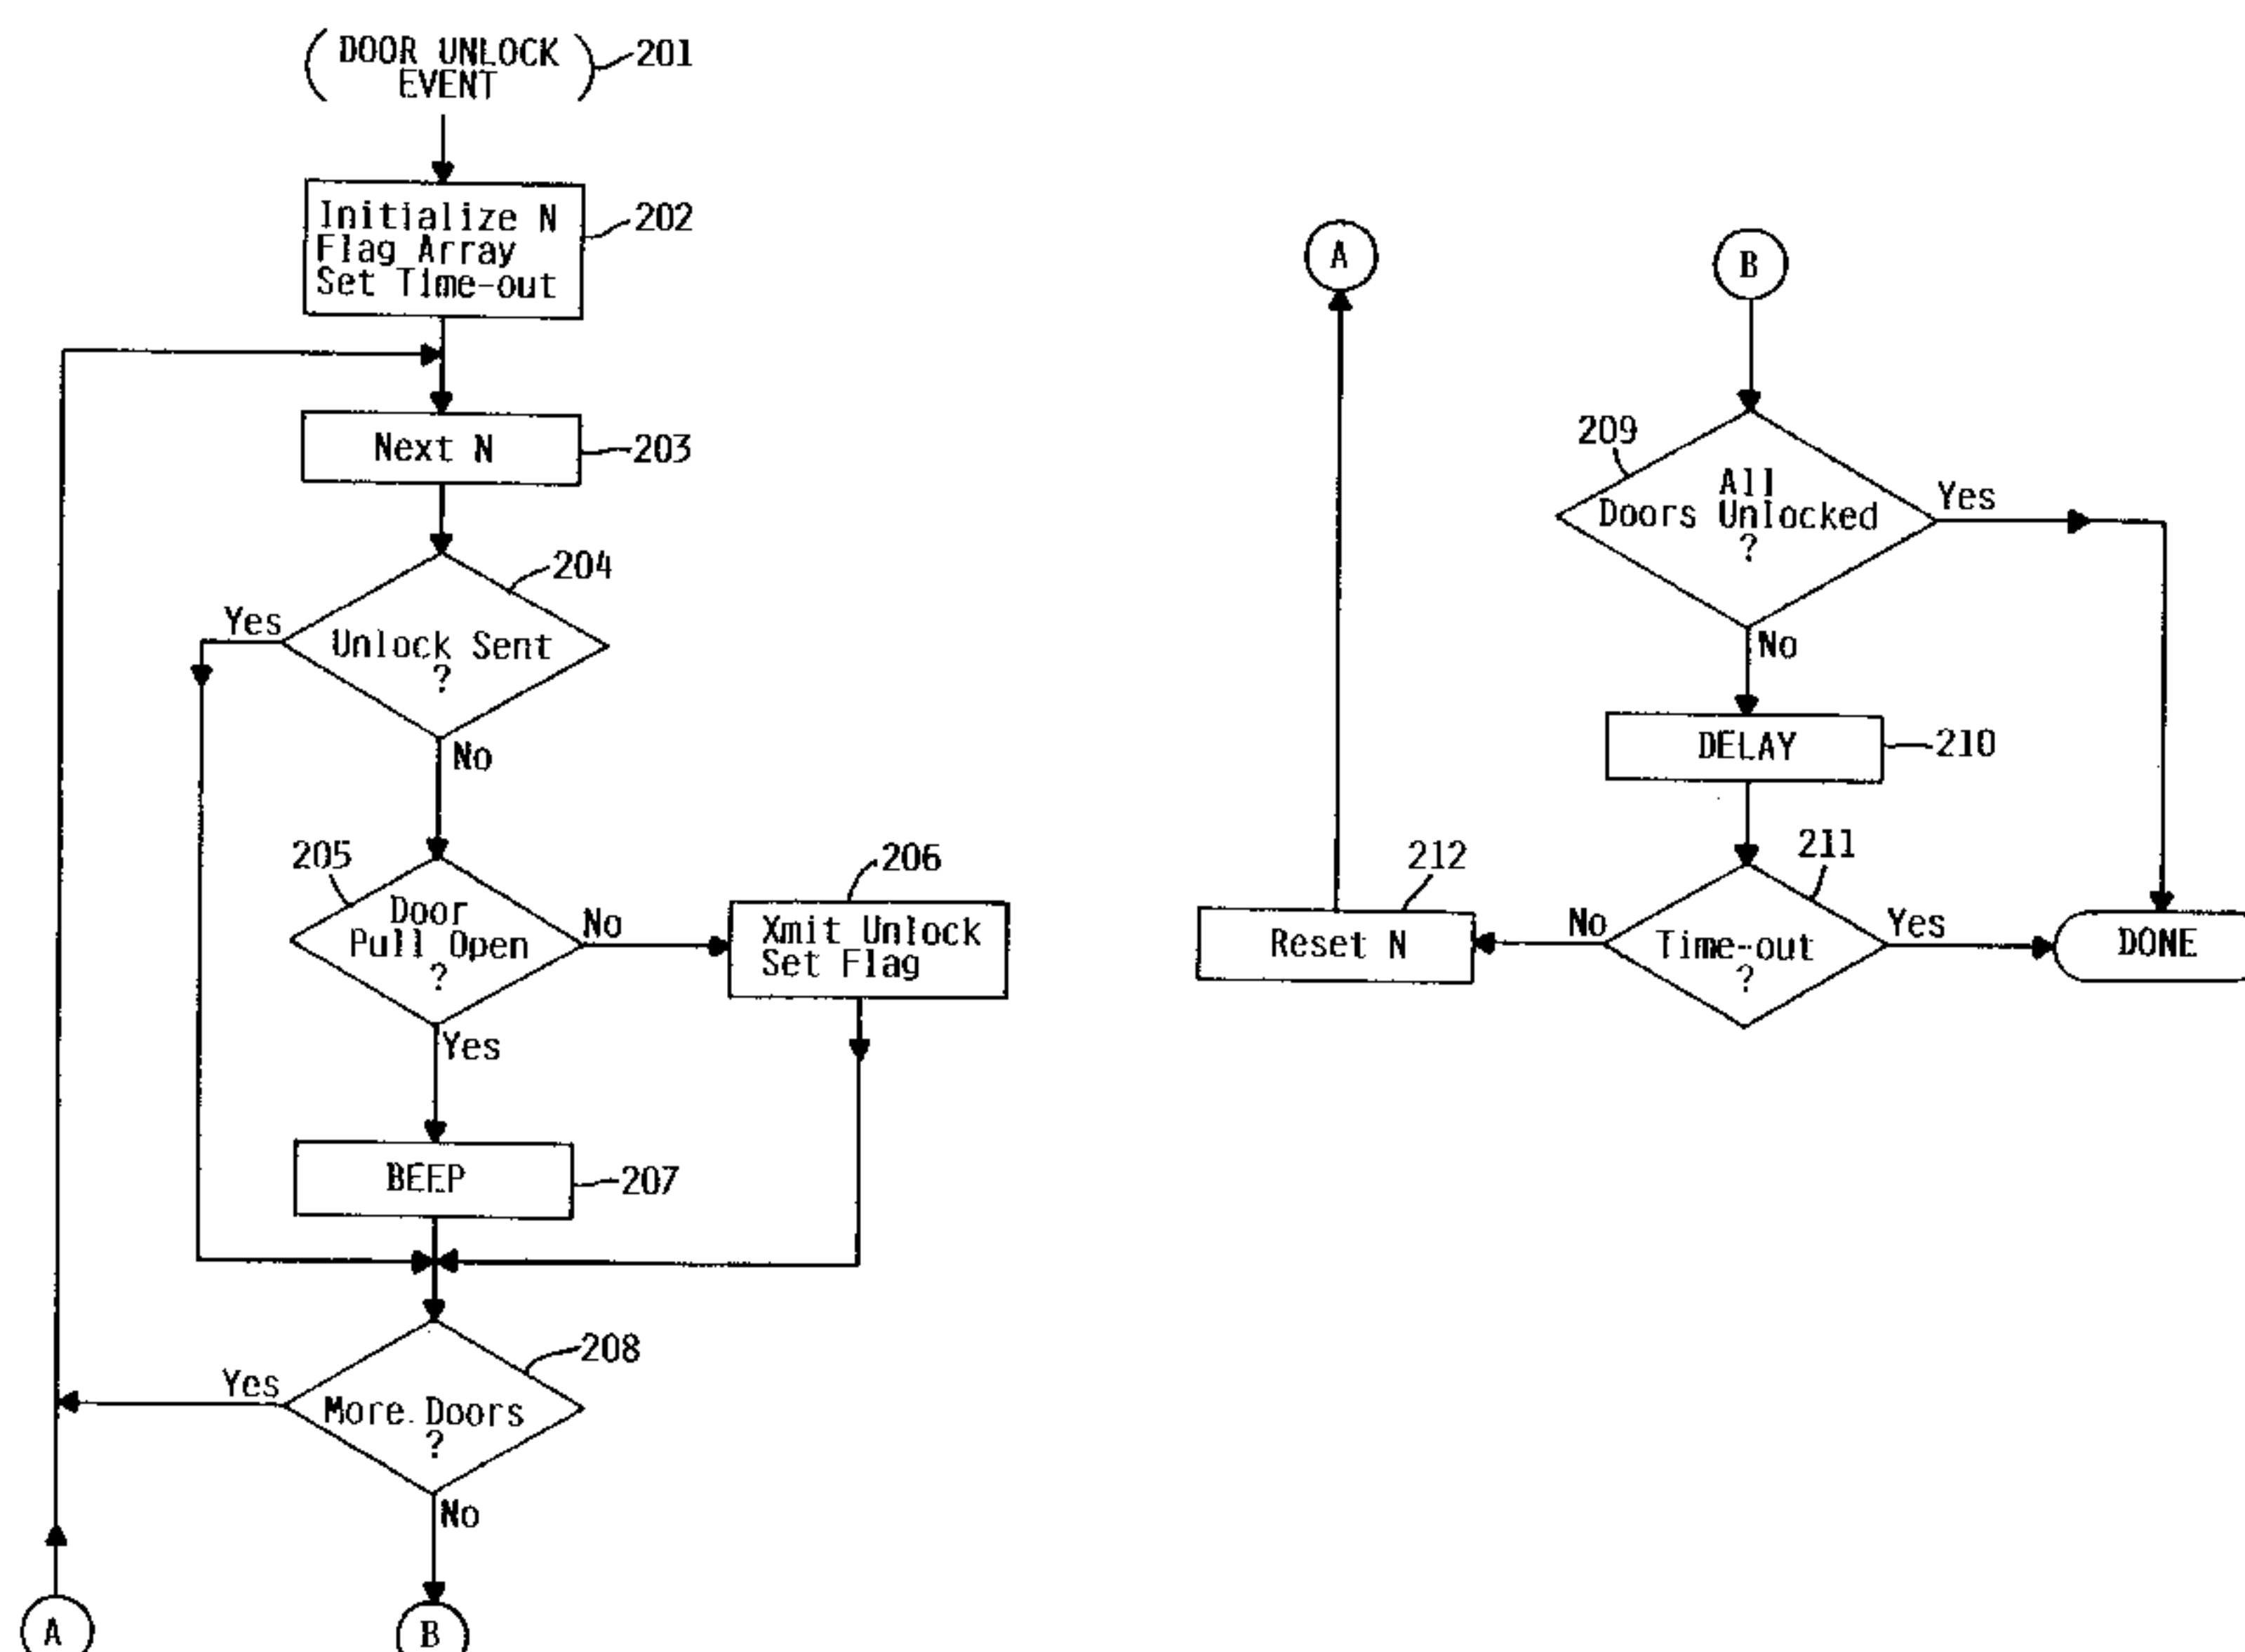 DOOR UNLOCK
EVENT
201
Initialize N
Flag Array
Set Time-out
202
Next N
203
204
Yes
Unlock Sent
?
No
205
Door
Pull Open
?
No
206
Xmit Unlock
Set Flag
Yes
BEEP
207
208
Yes
More Doors
?
No
A
B
A
B
209
All
Doors Unlocked
?
Yes
No
DELAY
210
211
212
Reset N
No
Time-out
?
Yes
DONE